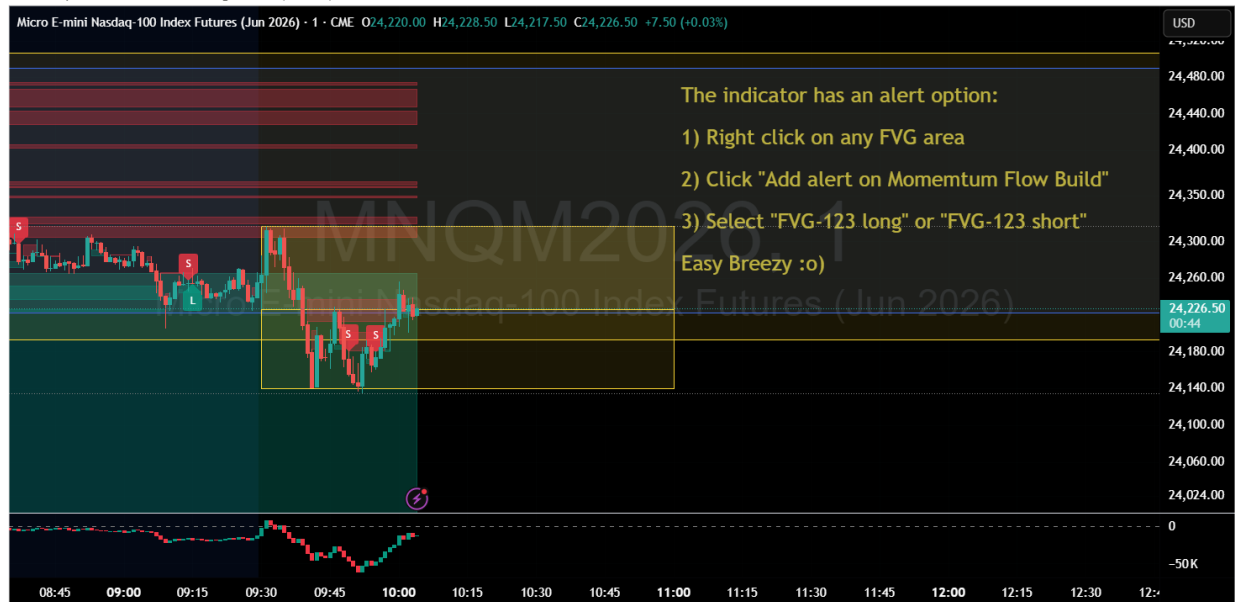 Micro E-mini Nasdaq-100 Index Futures (Jun 2026) · 1 · CME O24,220.00 H24,228.50 L24,217.50 C24,226.50 +7.50 (+0.03%)
USD
24,480.00
The indicator has an alert option:
24,440.00
1) Right click on any FVG area
24,400.00
2) Click "Add alert on Momemtum Flow Build"
24,350.00
3) Select "FVG-123 long" or "FVG-123 short"
S
MNQM2026, 1
24,300.00
Easy Breezy :o)
S
24,260.00
L
Micro E-mini Nasdaq-100 Index Futures (Jun 2026)
24,226.50
00:44
S
S
24,180.00
24,140.00
24,100.00
24,060.00
24,024.00
0
−50K
08:45 09:00 09:15 09:30 09:45 10:00 10:15 10:30 10:45 11:00 11:15 11:30 11:45 12:00 12:15 12:30